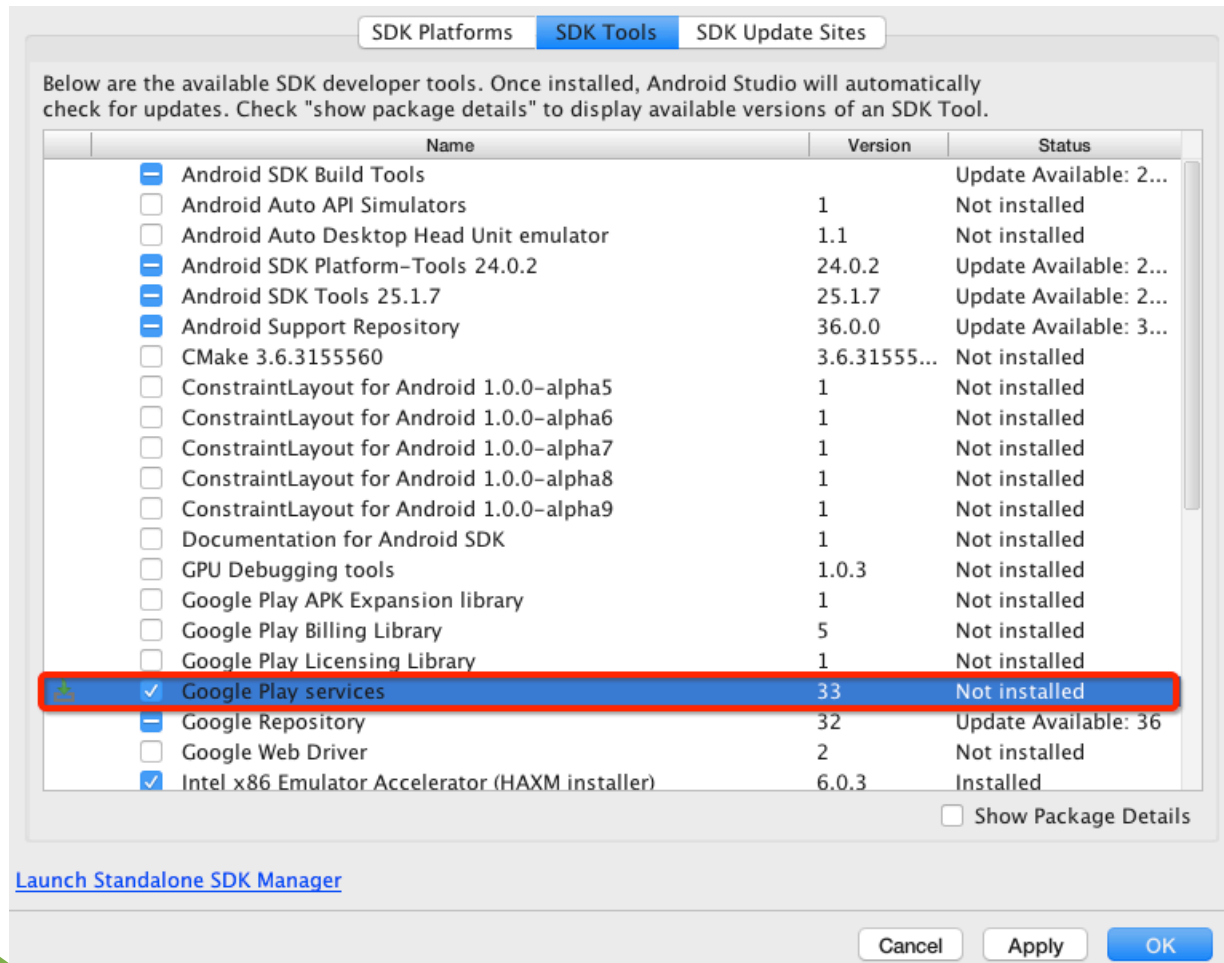 SDK Platforms SDK Tools SDK Update Sites
Below are the available SDK developer tools. Once installed, Android Studio will automatically
check for updates. Check "show package details" to display available versions of an SDK Tool.
Name Version Status
Android SDK Build Tools Update Available: 2...
Android Auto API Simulators 1 Not installed
Android Auto Desktop Head Unit emulator 1.1 Not installed
Android SDK Platform-Tools 24.0.2 24.0.2 Update Available: 2...
Android SDK Tools 25.1.7 25.1.7 Update Available: 2...
Android Support Repository 36.0.0 Update Available: 3...
CMake 3.6.3155560 3.6.31555... Not installed
ConstraintLayout for Android 1.0.0-alpha5 1 Not installed
ConstraintLayout for Android 1.0.0-alpha6 1 Not installed
ConstraintLayout for Android 1.0.0-alpha7 1 Not installed
ConstraintLayout for Android 1.0.0-alpha8 1 Not installed
ConstraintLayout for Android 1.0.0-alpha9 1 Not installed
Documentation for Android SDK 1 Not installed
GPU Debugging tools 1.0.3 Not installed
Google Play APK Expansion library 1 Not installed
Google Play Billing Library 5 Not installed
Google Play Licensing Library 1 Not installed
Google Play services 33 Not installed
Google Repository 32 Update Available: 36
Google Web Driver 2 Not installed
Intel x86 Emulator Accelerator (HAXM installer) 6.0.3 Installed
Show Package Details
Launch Standalone SDK Manager
Cancel Apply OK